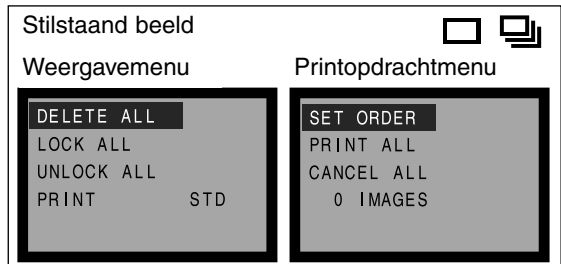 Stilstaand beeld
Weergavemenu
DELETE ALL
LOCK ALL
UNLOCK ALL
PRINT STD
Printopdrachtmenu
SET ORDER
PRINT ALL
CANCEL ALL
0 IMAGES